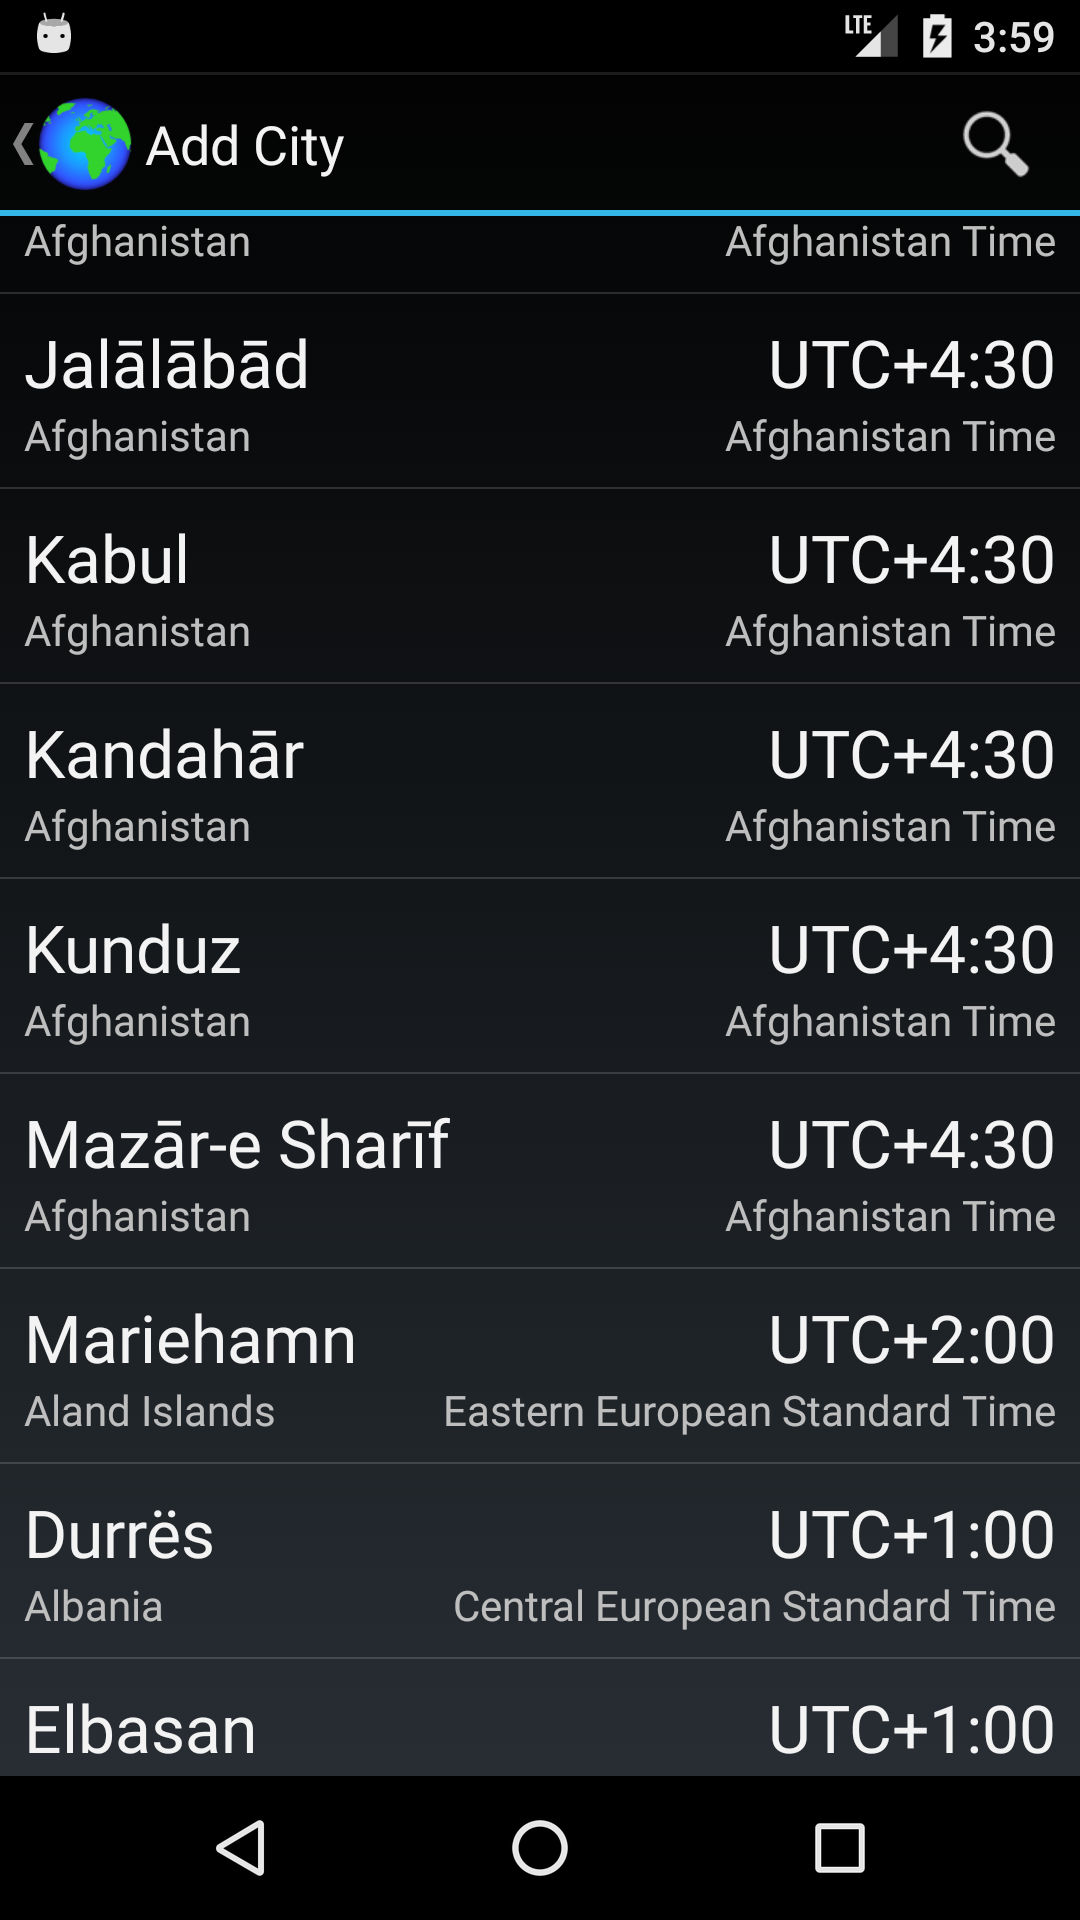 LTE 3:59
Add City
Afghanistan Afghanistan Time
Jalālābād UTC+4:30
Afghanistan Afghanistan Time
Kabul UTC+4:30
Afghanistan Afghanistan Time
Kandahār UTC+4:30
Afghanistan Afghanistan Time
Kunduz UTC+4:30
Afghanistan Afghanistan Time
Mazār-e Sharīf UTC+4:30
Afghanistan Afghanistan Time
Mariehamn UTC+2:00
Aland Islands Eastern European Standard Time
Durrës UTC+1:00
Albania Central European Standard Time
Elbasan UTC+1:00